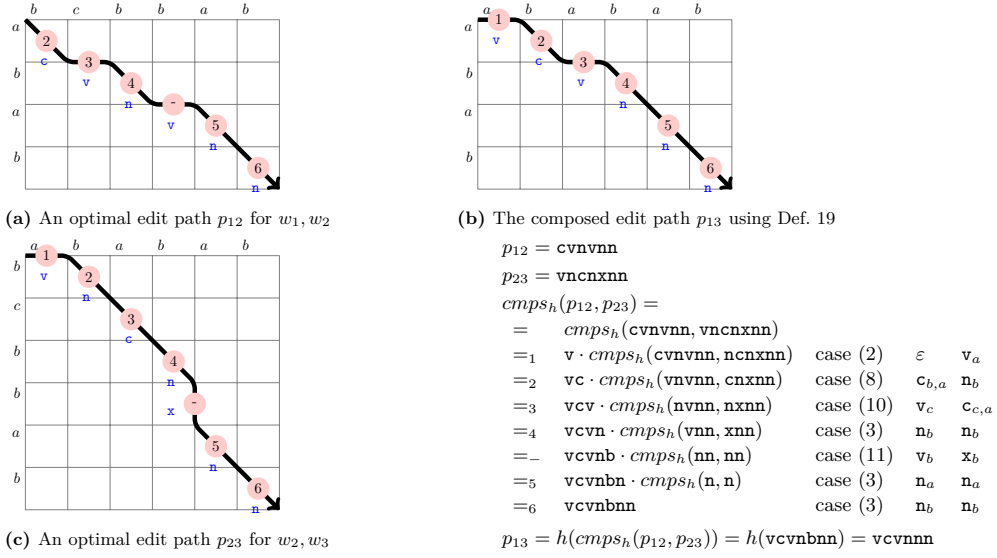 b c b b a b
a
2
c
b
3
v
4
n
a
-
v
5
n
b
6
n
(a) An optimal edit path p12 for w1, w2
a b a b a b
a
1
v
2
c
b
3
v
4
n
a
5
n
b
6
n
(b) The composed edit path p13 using Def. 19
a b a b a b
b
1
v
2
n
c
3
c
b
4
n
b
-
x
a
5
n
b
6
n
(c) An optimal edit path p23 for w2, w3
p12 = cvnvnn
p23 = vncnxnn
cmpsh(p12, p23) =
= cmpsh(cvnvnn, vncnxnn)
=1 v · cmpsh(cvnvnn, ncnxnn) case (2) ε va
=2 vc · cmpsh(vnvnn, cnxnn) case (8) cb,a nb
=3 vcv · cmpsh(nvnn, nxnn) case (10) vc cc,a
=4 vcvn · cmpsh(vnn, xnn) case (3) nb nb
=− vcvnb · cmpsh(nn, nn) case (11) vb xb
=5 vcvnbn · cmpsh(n, n) case (3) na na
=6 vcvnbnn case (3) nb nb
p13 = h(cmpsh(p12, p23)) = h(vcvnbnn) = vcvnnn